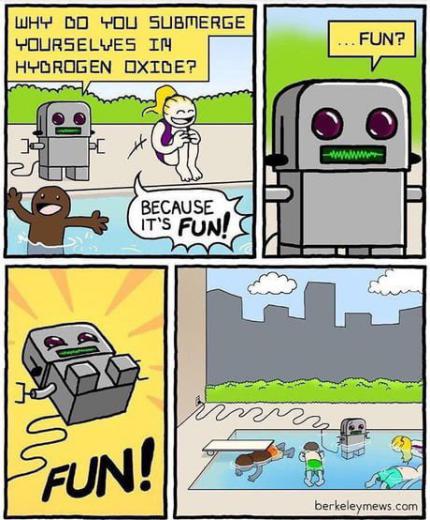 WHY DO YOU SUBMERGE
YOURSELVES IN
HYDROGEN OXIDE?
BECAUSE
IT'S FUN!
...FUN?
FUN!
berkeleymews.com